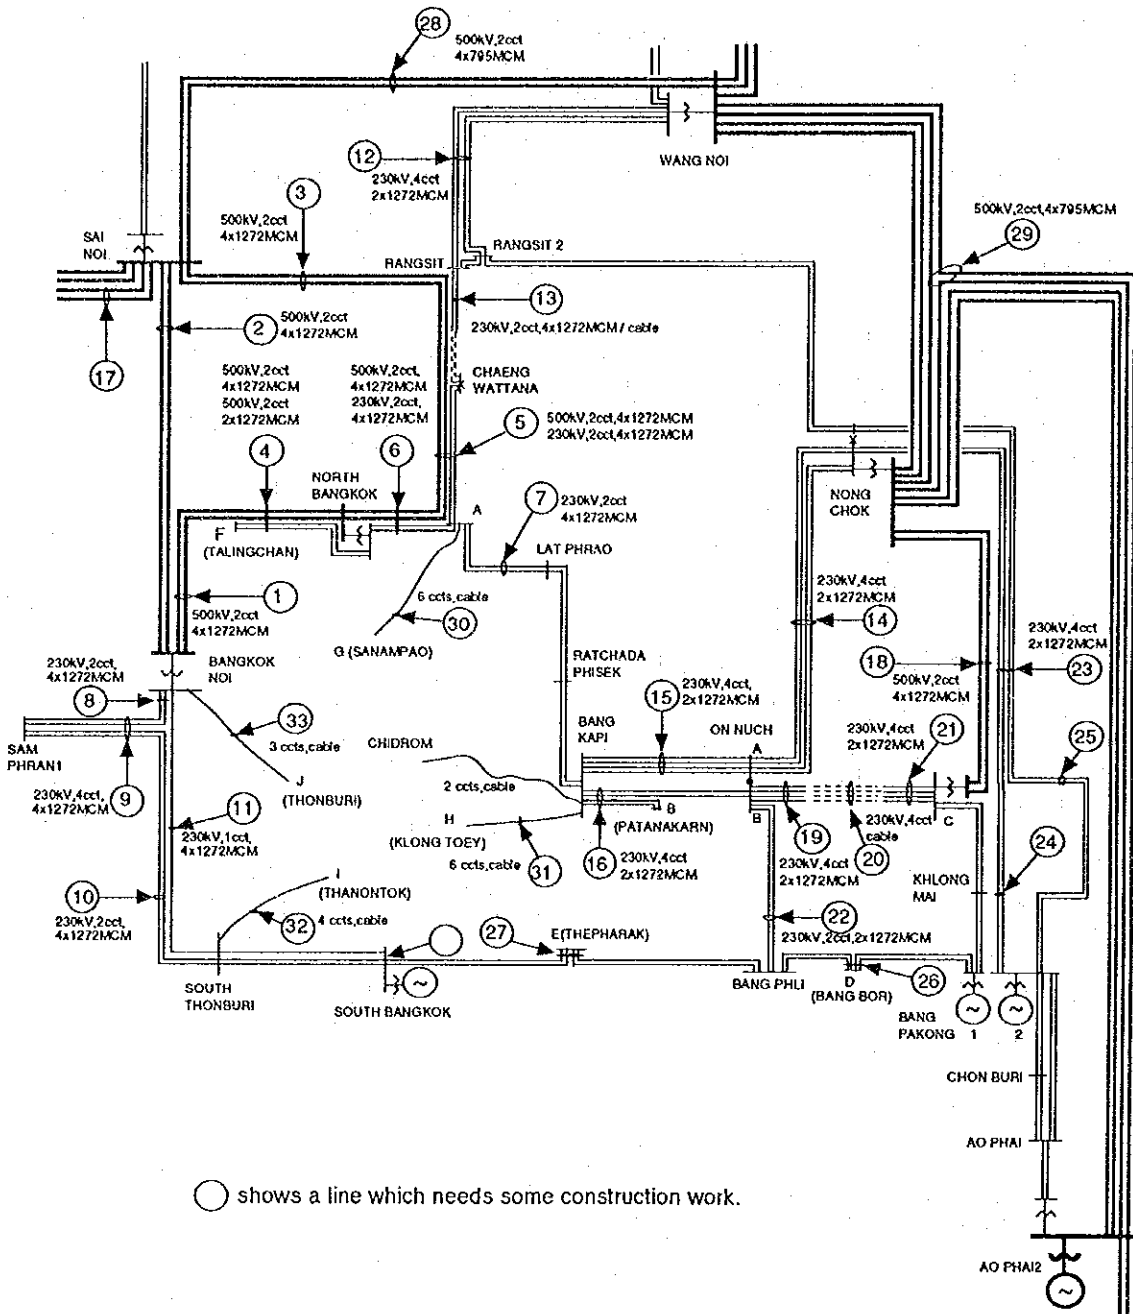 28
500kV,2cct
4x795MCM
WANG NOI
12
230kV,4cct
2x1272MCM
3
500kV,2cct
4x1272MCM
500kV,2cct,4x795MCM
29
SAI
NOI
RANGSIT 2
RANGSIT
13
230kV,2cct,4x1272MCM / cable
2
500kV,2cct
4x1272MCM
17
CHAENG
WATTANA
500kV,2cct
4x1272MCM
500kV,2cct
2x1272MCM
500kV,2cct,
4x1272MCM
230kV,2cct,
4x1272MCM
5
500kV,2cct,4x1272MCM
230kV,2cct,4x1272MCM
4
6
NORTH
BANGKOK
NONG
CHOK
7
230kV,2cct
4x1272MCM
A
F
(TALINGCHAN)
LAT PHRAO
1
500kV,2cct
4x1272MCM
6 ccts,cable
30
G (SANAMPAO)
230kV,4cct
2x1272MCM
14
230kV,4cct
2x1272MCM
18
23
500kV,2cct
4x1272MCM
BANGKOK
NOI
230kV,2cct,
4x1272MCM
8
RATCHADA
PHISEK
15
230kV,4cct,
2x1272MCM
33
3 ccts,cable
SAM
PHRAN1
9
230kV,4cct,
4x1272MCM
J
(THONBURI)
CHIDROM
BANG
KAPI
ON NUCH
A
230kV,4cct
2x1272MCM
21
25
2 ccts,cable
11
230kV,1cct,
4x1272MCM
H
(KLONG TOEY)
B
(PATANAKARN)
B
19
230kV,4cct
cable
20
C
6 ccts,cable
31
16
230kV,4cct
2x1272MCM
230kV,4cct
2x1272MCM
KHLONG
MAI
24
10
230kV,2cct,
4x1272MCM
I
(THANONTOK)
32
4 ccts,cable
22
230kV,2cct,2x1272MCM
27
E(THEPHARAK)
SOUTH
THONBURI
SOUTH BANGKOK
BANG PHLI
D
(BANG BOR)
26
BANG
PAKONG
1
2
CHON BURI
AO PHAI
shows a line which needs some construction work.
AO PHAI2